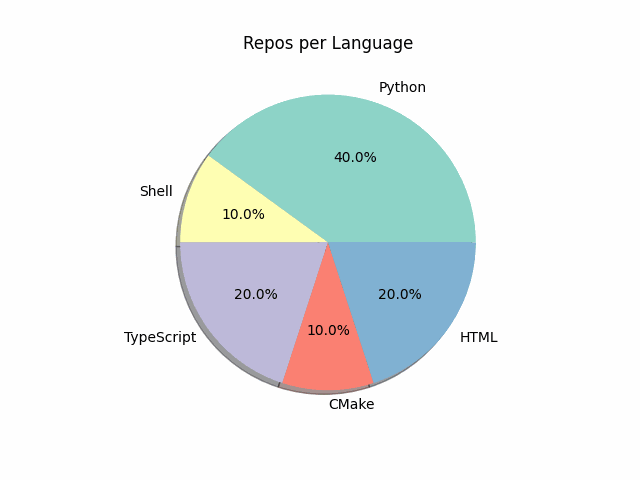 Repos per Language
Python
40.0%
Shell
10.0%
20.0%
20.0%
10.0%
TypeScript
HTML
CMake